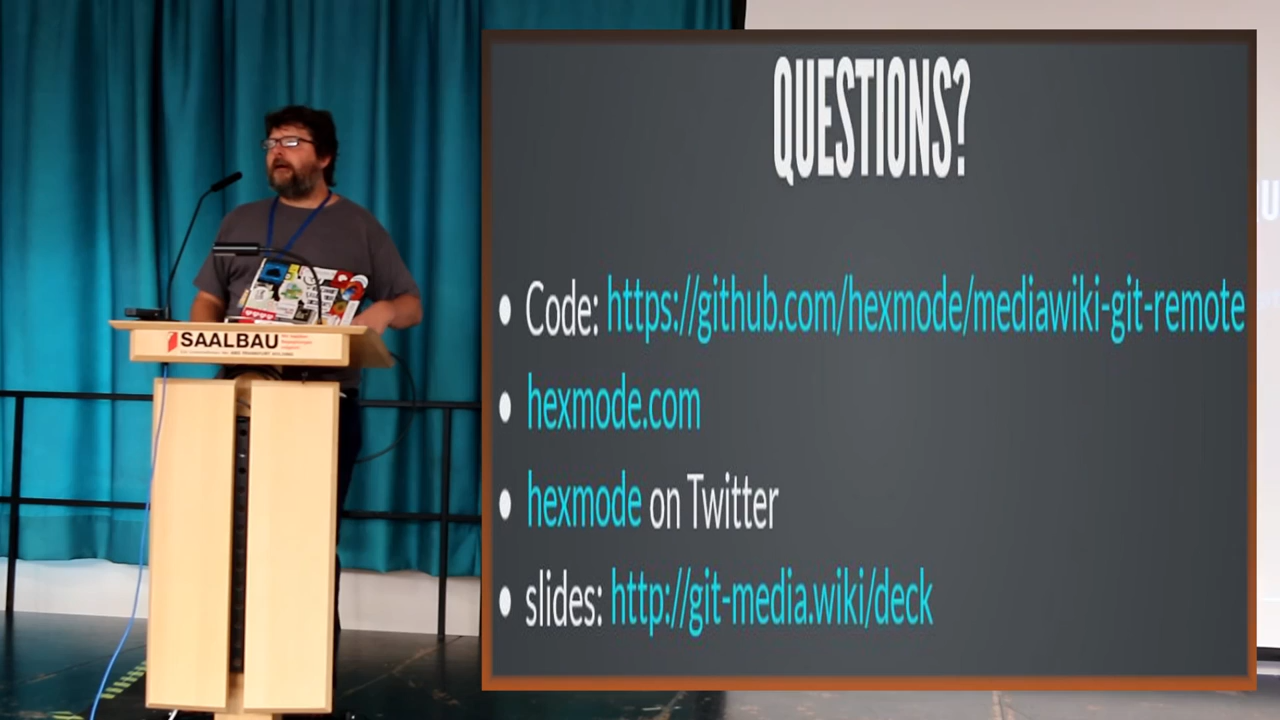 QUESTIONS?
• Code: https://github.com/hexmode/mediawiki-git-remote
• hexmode.com
• hexmode on Twitter
• slides: http://git-media.wiki/deck
SAALBAU